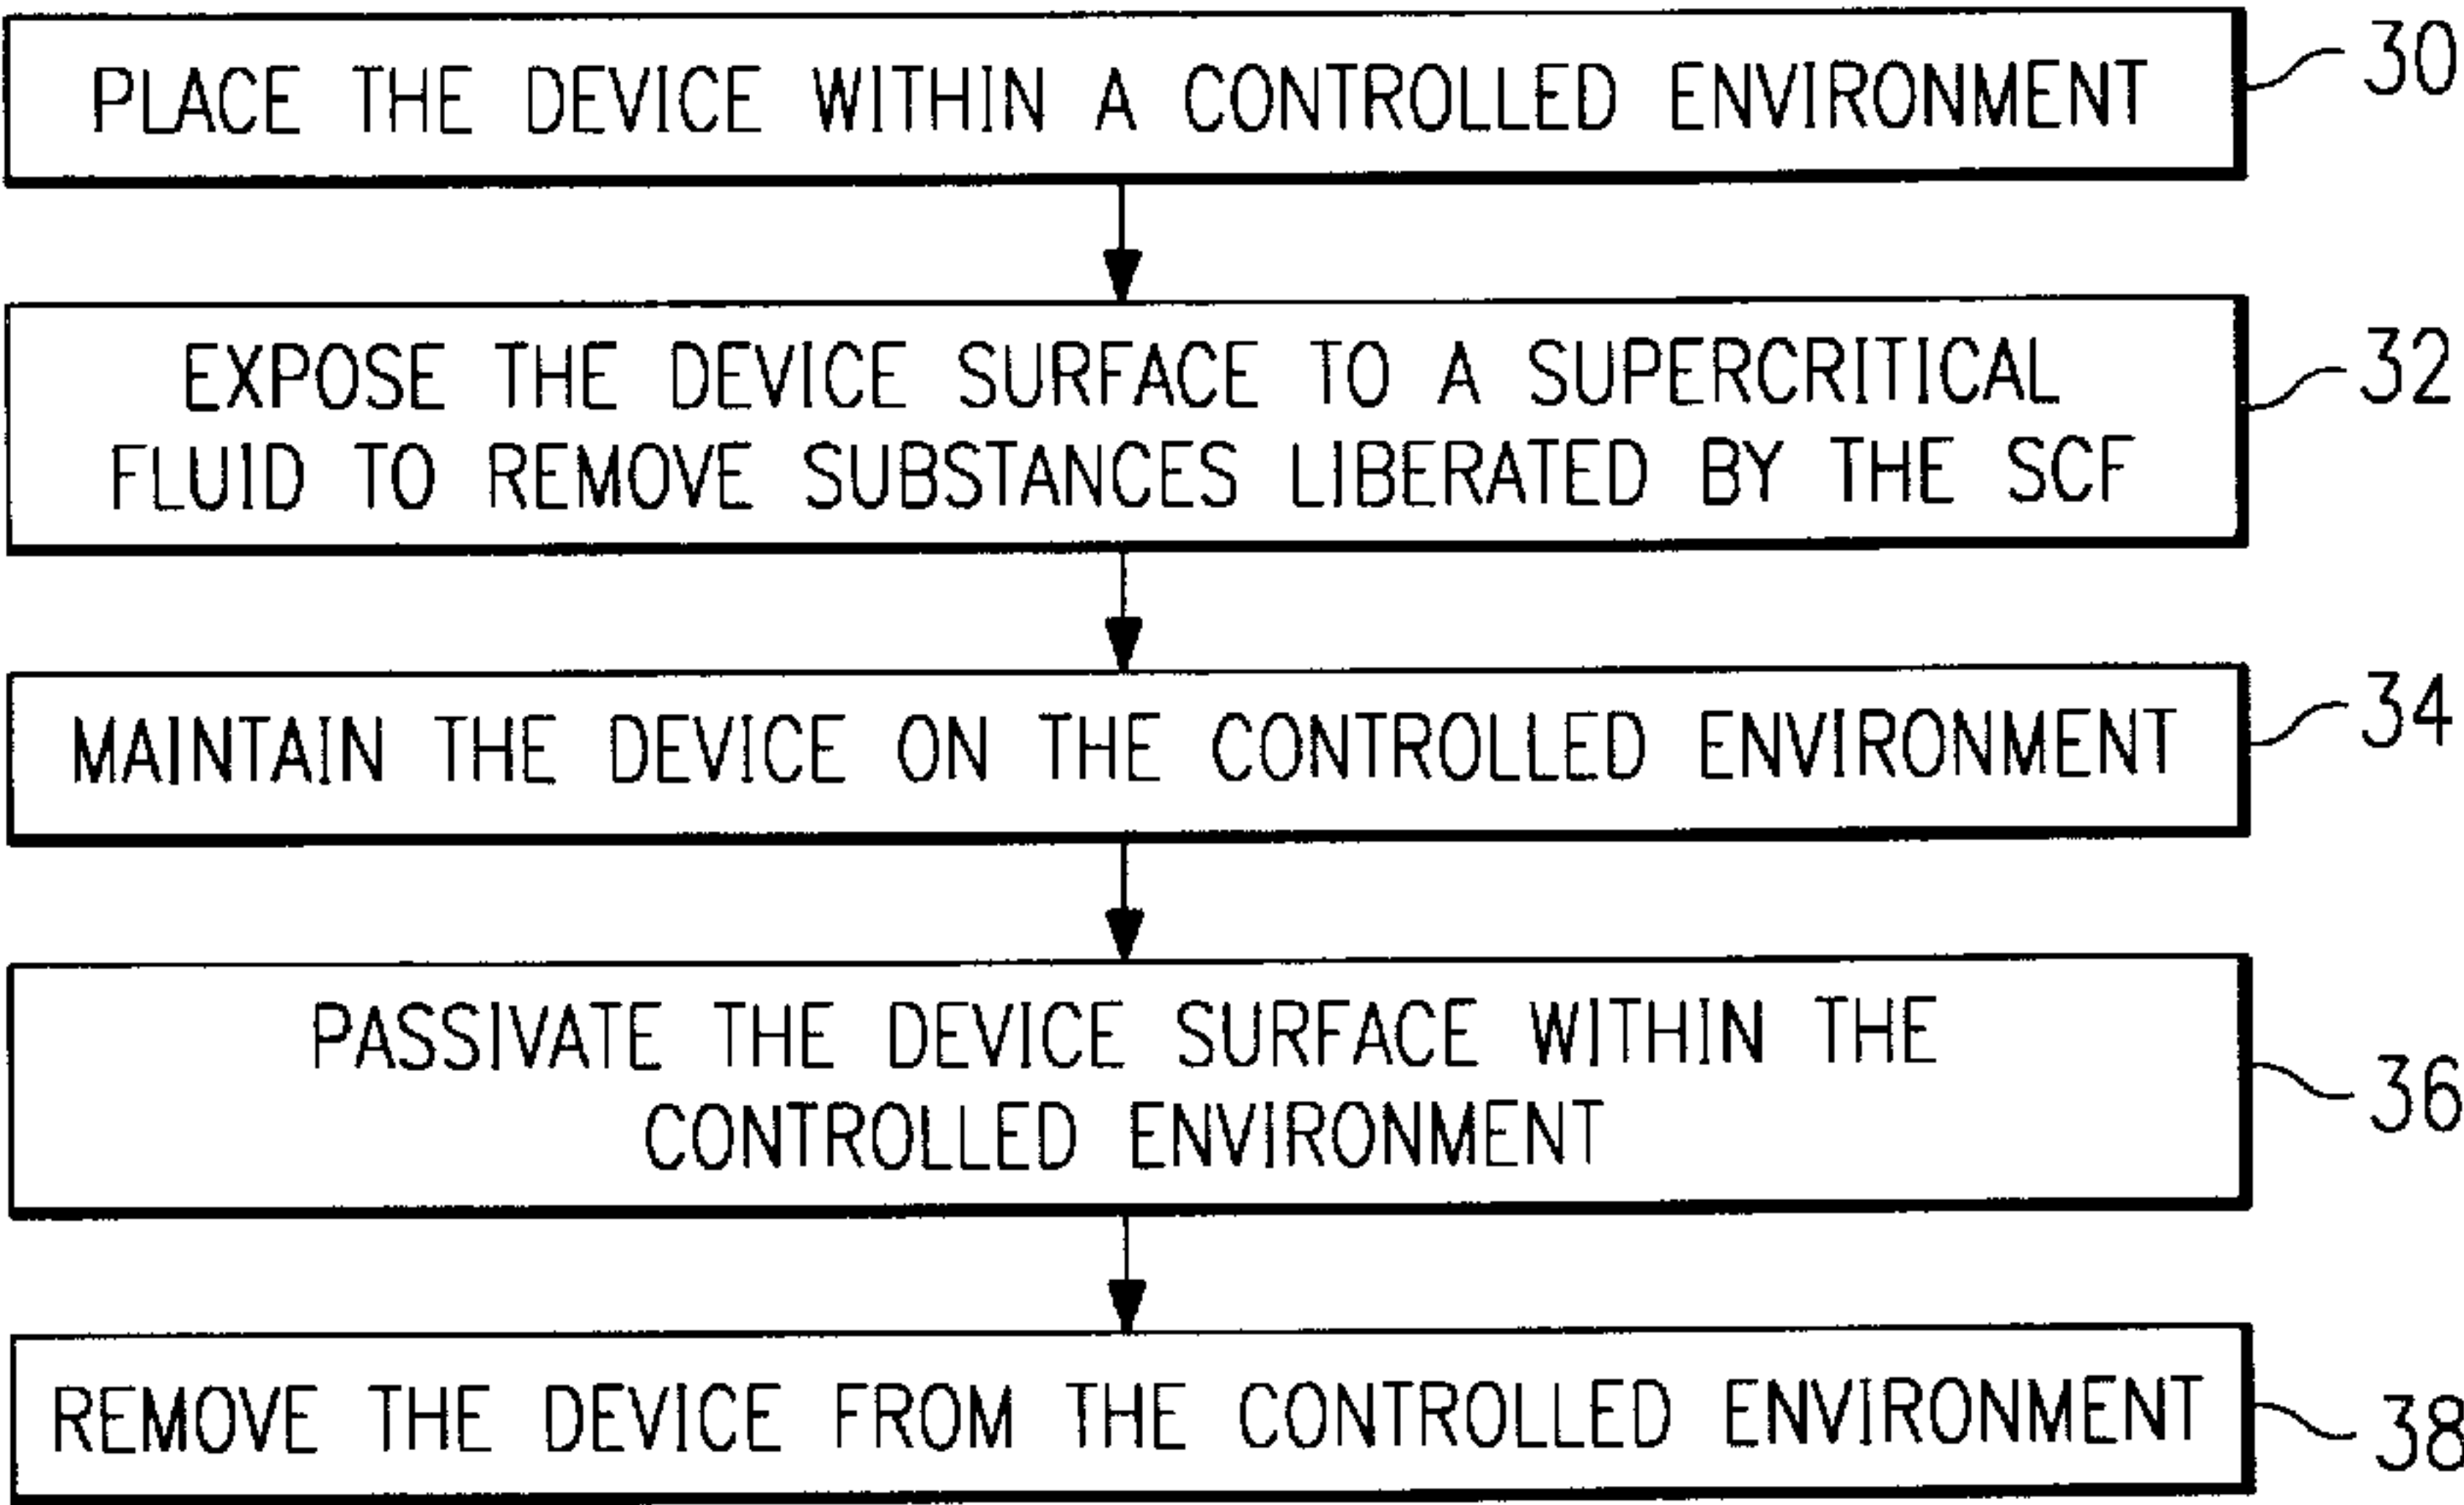 PLACE THE DEVICE WITHIN A CONTROLLED ENVIRONMENT
30
EXPOSE THE DEVICE SURFACE TO A SUPERCRITICAL
FLUID TO REMOVE SUBSTANCES LIBERATED BY THE SCF
32
MAINTAIN THE DEVICE ON THE CONTROLLED ENVIRONMENT
34
PASSIVATE THE DEVICE SURFACE WITHIN THE
CONTROLLED ENVIRONMENT
36
REMOVE THE DEVICE FROM THE CONTROLLED ENVIRONMENT
38